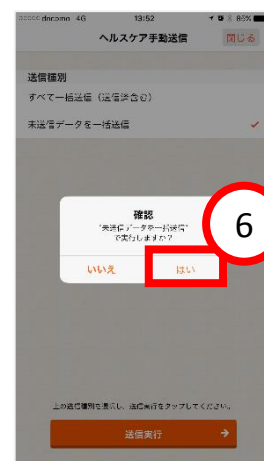 docomo 4G 13:52 86%
ヘルスケア手動送信 閉じる
送信種別
すべて一括送信（送信済含む）
未送信データを一括送信
確認
"未送信データを一括送信"
で実行しますか？
いいえ はい
6
上の送信種別を選択し、送信実行をタップしてください。
送信実行